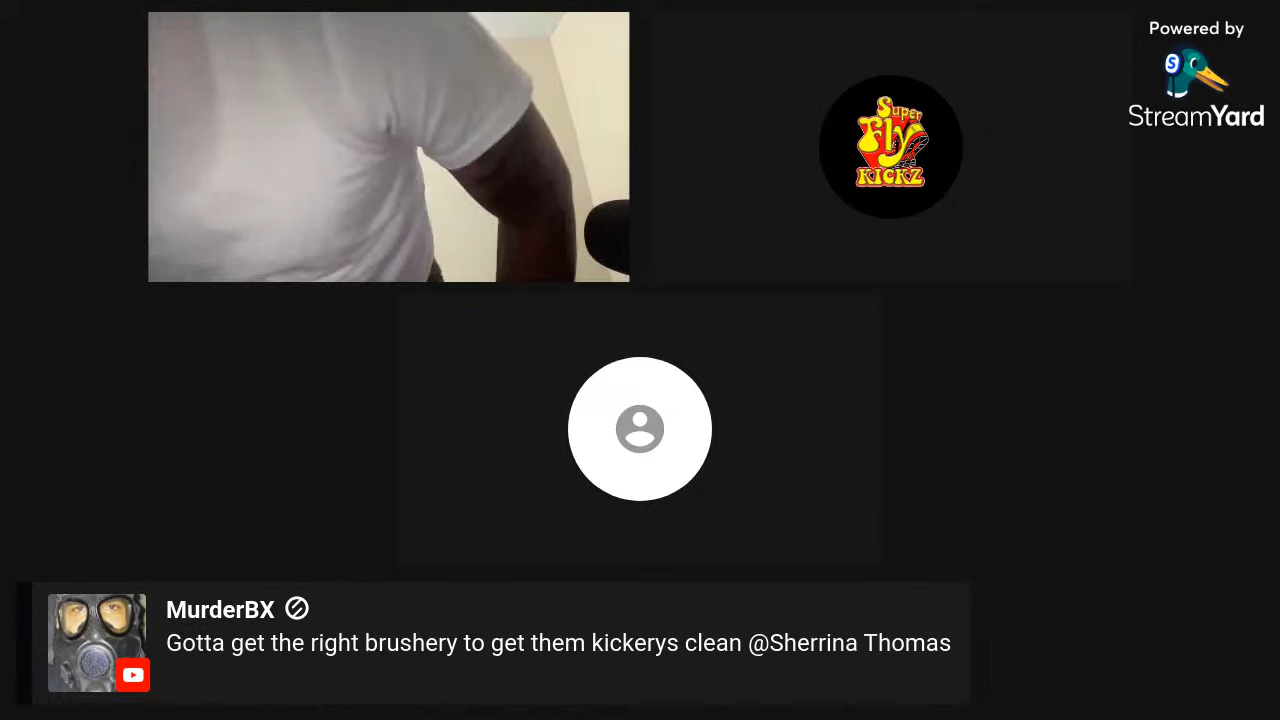 Powered by
StreamYard
S
Super
Fly
KICKZ
MurderBX
Gotta get the right brushery to get them kickerys clean @Sherrina Thomas